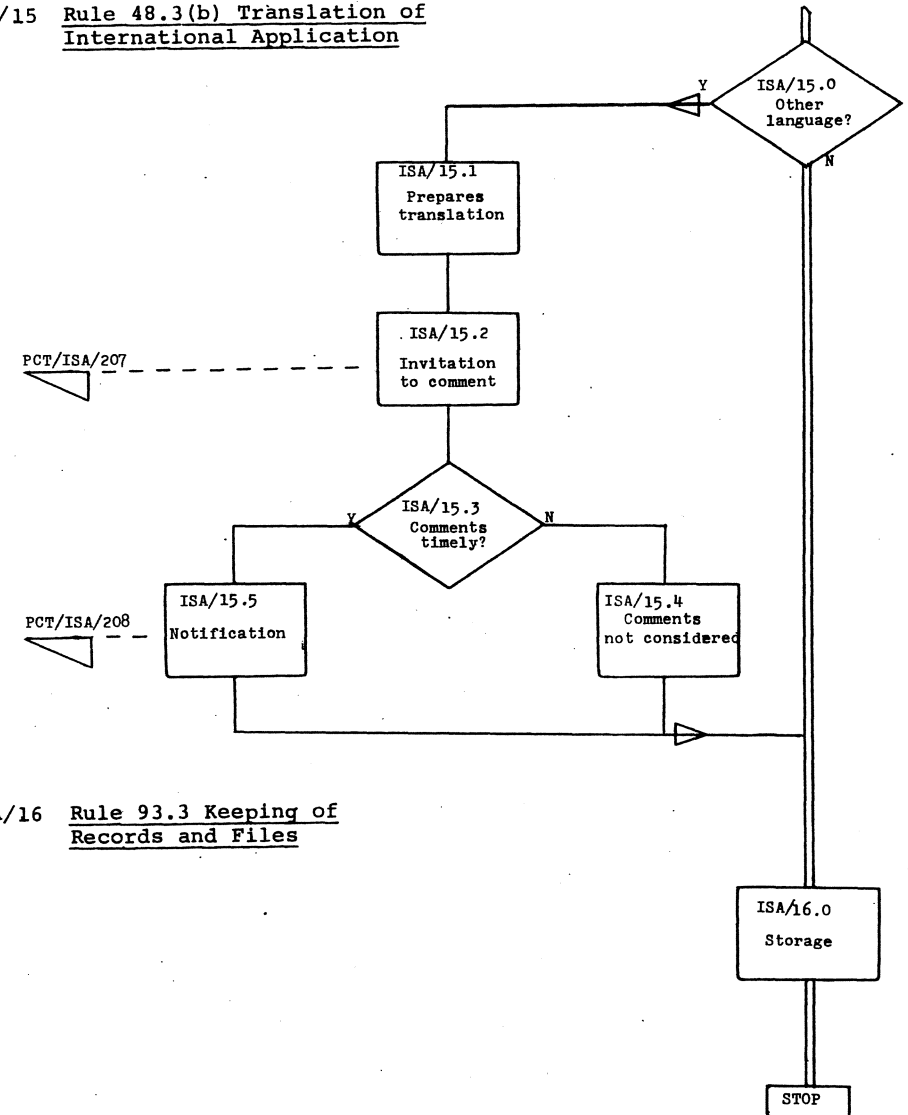 /15 Rule 48.3(b) Translation of
International Application
ISA/15.0
Other
language?
Y
N
ISA/15.1
Prepares
translation
ISA/15.2
Invitation
to comment
PCT/ISA/207
ISA/15.3
Comments
timely?
Y
N
ISA/15.5
Notification
PCT/ISA/208
ISA/15.4
Comments
not considered
/16 Rule 93.3 Keeping of
Records and Files
ISA/16.0
Storage
STOP